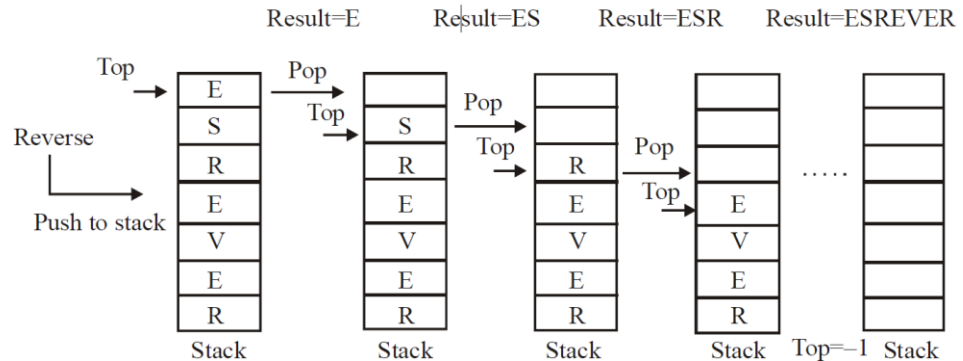 Result=E Result=ES Result=ESR Result=ESREVER
Top E Pop
S Top S Pop
Reverse R R Top R Pop
Push to stack E E E Top E .....
V V V V
E E E E
R R R R
Stack Stack Stack Stack Top=–1 Stack